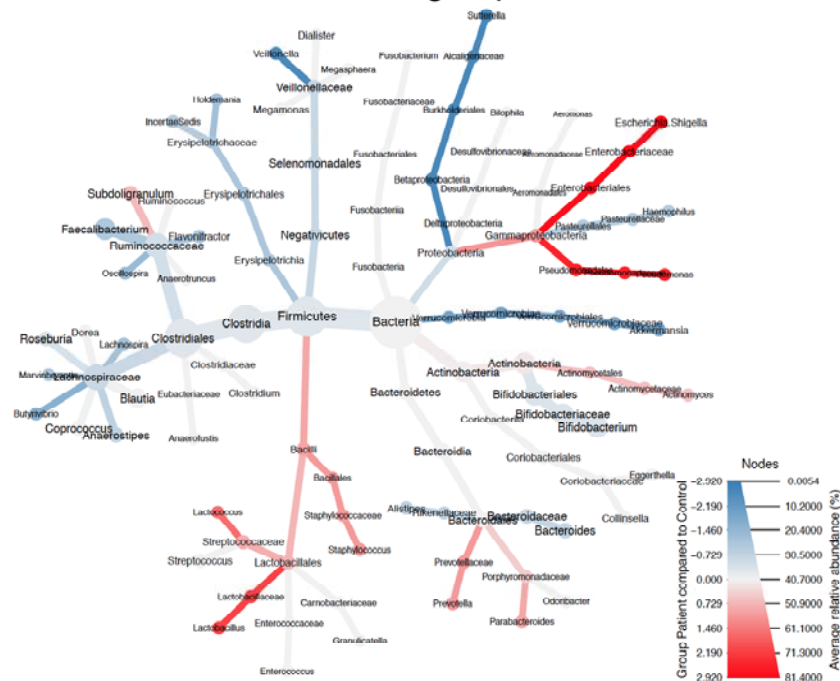 Sutterella
Dialister
Veillonella
Fusobacterium
Alcaligenaceae
Megasphaera
Veillonellaceae
Holdemania
Megamonas
Fusobacteriaceae
Burkholderiales
Bilophila
Aeromonas
IncertaeSedis
Escherichia.Shigella
Erysipelotrichaceae
Fusobacteriales
Desulfovibrionaceae
Aeromonadaceae
Enterobacteriaceae
Selenomonadales
Betaproteobacteria
Desulfovibrionales
Aeromonadales
Enterobacteriales
Subdoligranulum
Ruminococcus
Erysipelotrichales
Fusobacteriia
Haemophilus
Pasteurellaceae
Pasteurellales
Deltaproteobacteria
Faecalibacterium
Flavonifractor
Negativicutes
Gammaproteobacteria
Ruminococcaceae
Proteobacteria
Erysipelotrichia
Fusobacteria
Oscillospira
Anaerotruncus
Pseudomonadales
Pseudomonas
Firmicutes
Bacteria
Verrucomicrobia
Verrucomicrobiae
Verrucomicrobiales
Verrucomicrobiaceae
Akkermansia
Clostridia
Clostridiales
Roseburia
Dorea
Lachnospira
Clostridiaceae
Actinobacteria
Actinobacteria
Actinomycetales
Lachnospiraceae
Actinomycetaceae
Actinomyces
Blautia
Eubacteriaceae
Clostridium
Bacteroidetes
Bifidobacteriales
Butyrivibrio
Bifidobacteriaceae
Coprococcus
Anaerostipes
Bifidobacterium
Bacilli
Bacteroidia
Coriobacteriales
Nodes
Bacillales
Coriobacteriaceae
Eggerthella
Lactococcus
Staphylococcaceae
Alistipes
Rikenellaceae
Bacteroidales
Bacteroidaceae
Bacteroides
Collinsella
Streptococcaceae
Staphylococcus
Streptococcus
Lactobacillales
Prevotellaceae
Porphyromonadaceae
Lactobacillaceae
Carnobacteriaceae
Prevotella
Odoribacter
Lactobacillus
Enterococcaceae
Parabacteroides
Granulicatella
Enterococcus
Group Patient compared to Control
-2.920
-2.190
-1.460
-0.729
0.000
0.729
1.460
2.190
2.920
0.0054
10.2000
20.4000
30.5000
40.7000
50.9000
61.1000
71.3000
81.4000
Average relative abundance (%)